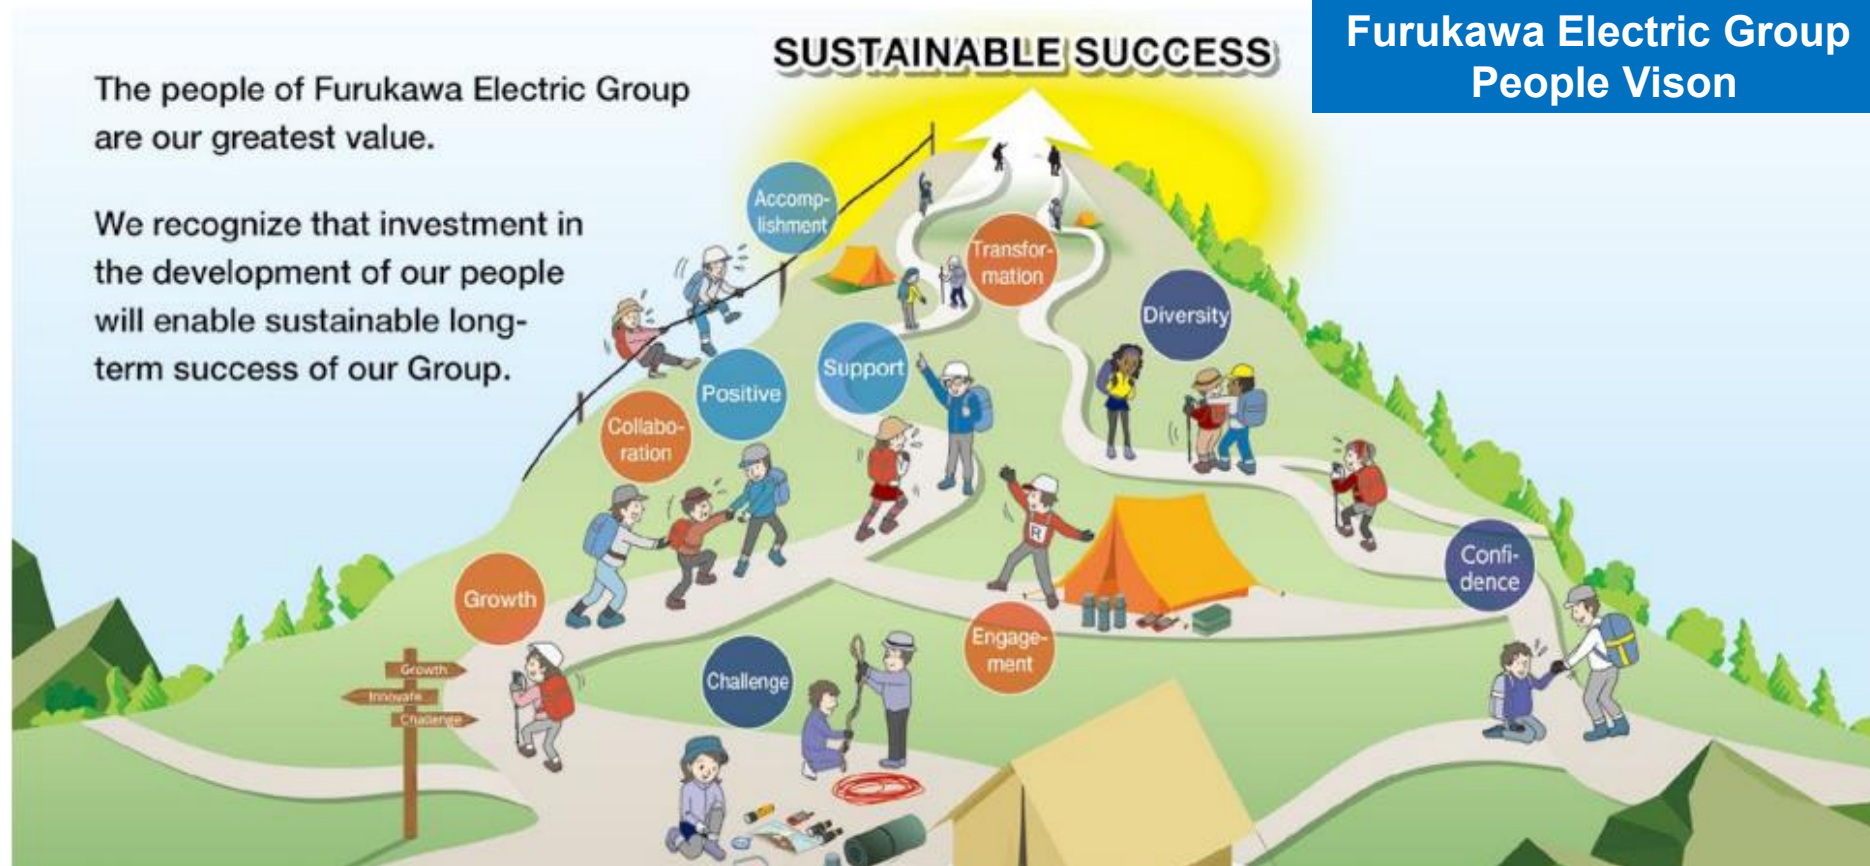 Furukawa Electric Group
People Vison
SUSTAINABLE SUCCESS
The people of Furukawa Electric Group
are our greatest value.
We recognize that investment in
the development of our people
will enable sustainable long-
term success of our Group.
Accomp-
lishment
Transfor-
mation
Diversity
Support
Positive
Collabo-
ration
Confi-
dence
Growth
Engage-
ment
Challenge
Growth
Innovate
Challenge
R